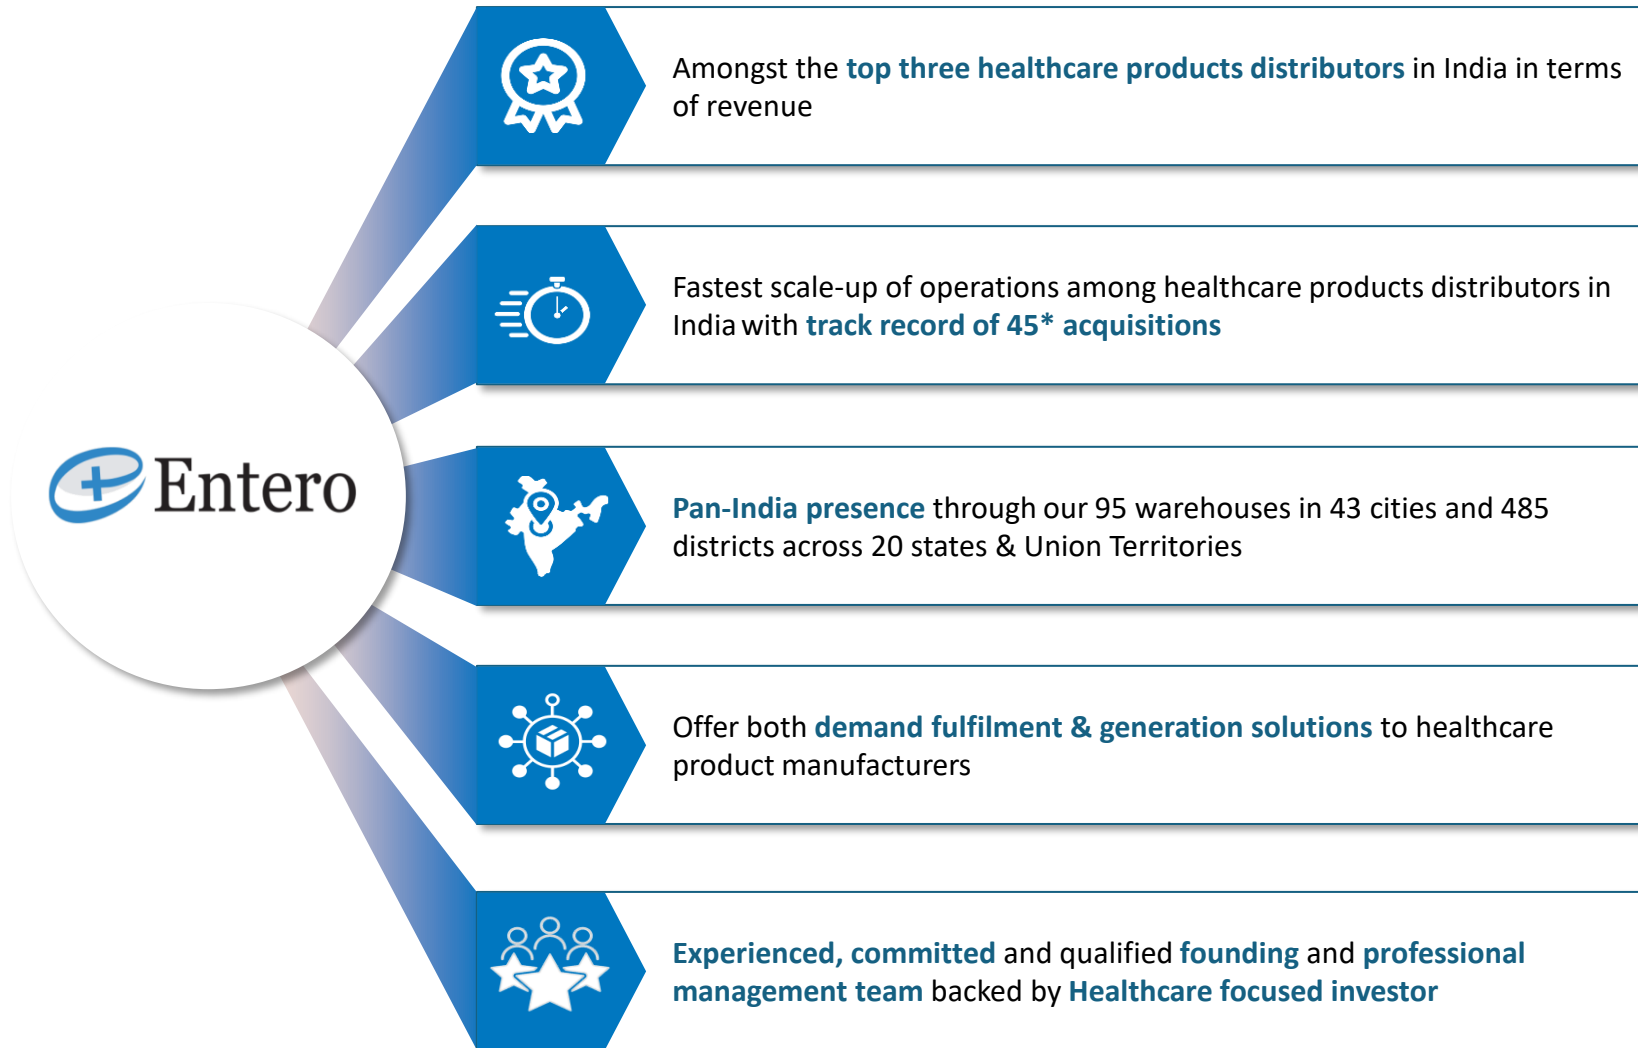 Amongst the top three healthcare products distributors in India in terms
of revenue
Fastest scale-up of operations among healthcare products distributors in
India with track record of 45* acquisitions
Entero
Pan-India presence through our 95 warehouses in 43 cities and 485
districts across 20 states & Union Territories
Offer both demand fulfilment & generation solutions to healthcare
product manufacturers
Experienced, committed and qualified founding and professional
management team backed by Healthcare focused investor